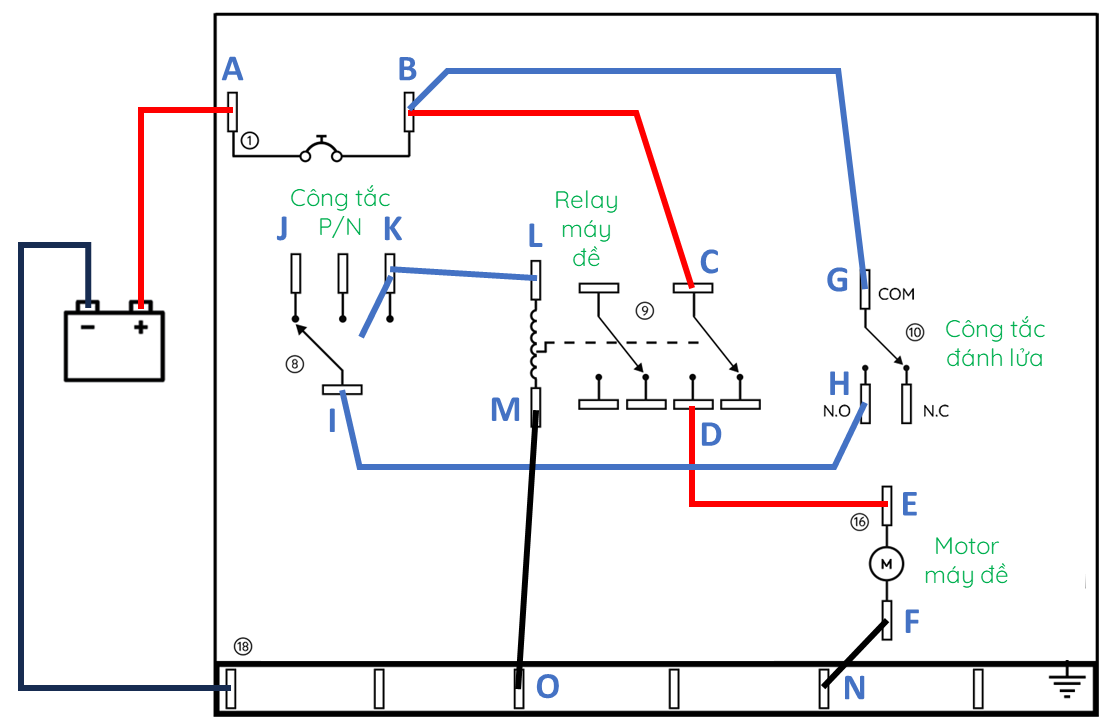 A
B
①
Công tắc
P/N
J
K
Relay
máy
đề
L
C
⑨
G
COM
⑩
Công tắc
đánh lửa
− +
⑧
I
M
D
H
N.O
N.C
E
⑯
M
Motor
máy đề
F
⑱
O
N